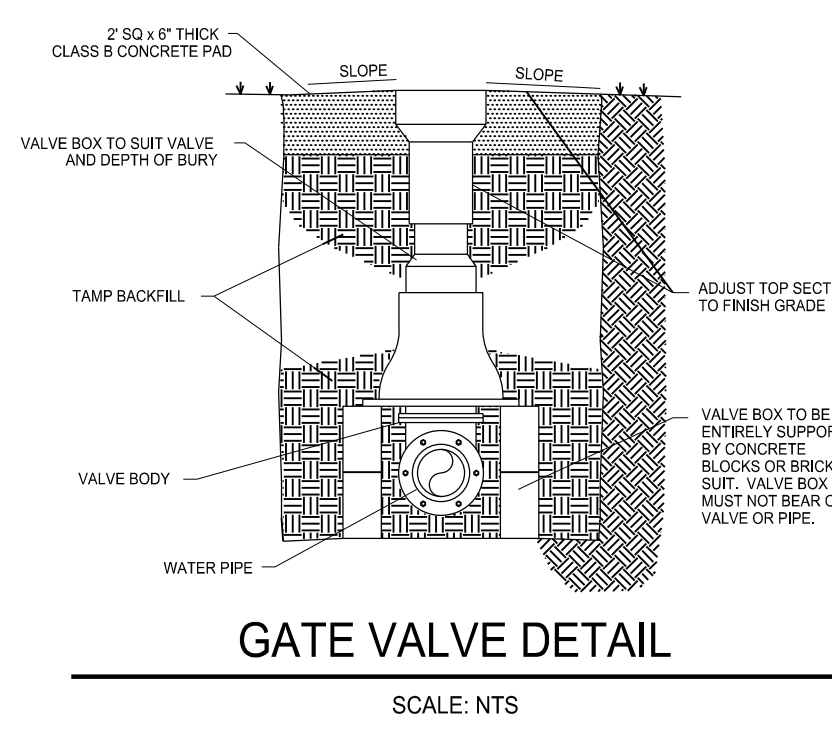 2' SQ x 6" THICK
CLASS B CONCRETE PAD
SLOPE
SLOPE
VALVE BOX TO SUIT VALVE
AND DEPTH OF BURY
TAMP BACKFILL
ADJUST TOP SECT
TO FINISH GRADE
VALVE BOX TO BE
ENTIRELY SUPPOR
BY CONCRETE
BLOCKS OR BRICK
SUIT. VALVE BOX
MUST NOT BEAR O
VALVE OR PIPE.
VALVE BODY
WATER PIPE
GATE VALVE DETAIL
SCALE: NTS